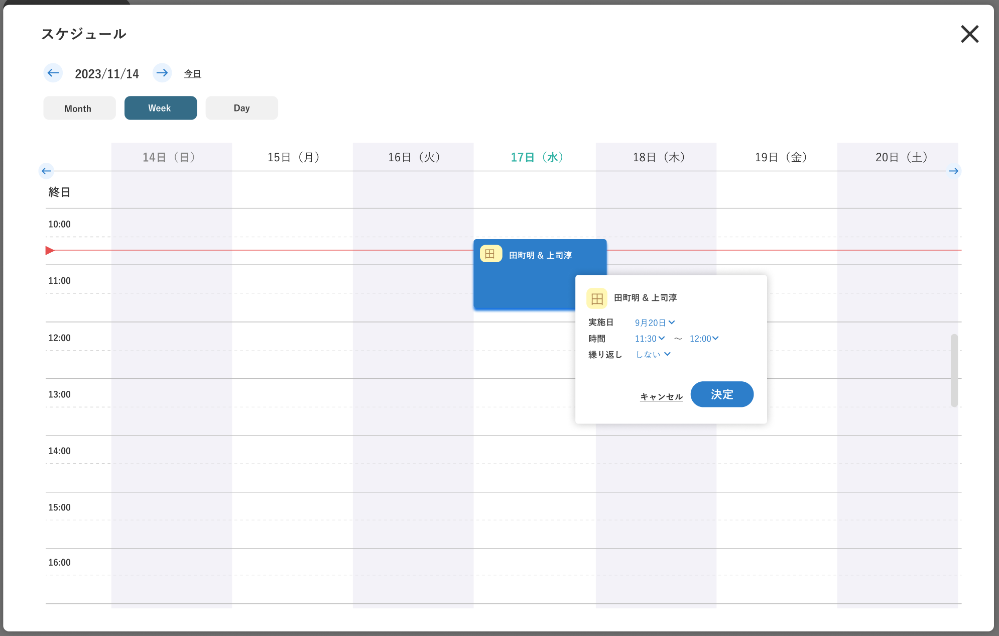 スケジュール
2023/11/14 今日
Month Week Day
14日（日） 15日（月） 16日（火） 17日（水） 18日（木） 19日（金） 20日（土）
終日
10:00
田 田町明 & 上司淳
11:00
田 田町明 & 上司淳
実施日 9月20日
時間 11:30 ～ 12:00
繰り返し しない
キャンセル 決定
12:00
13:00
14:00
15:00
16:00